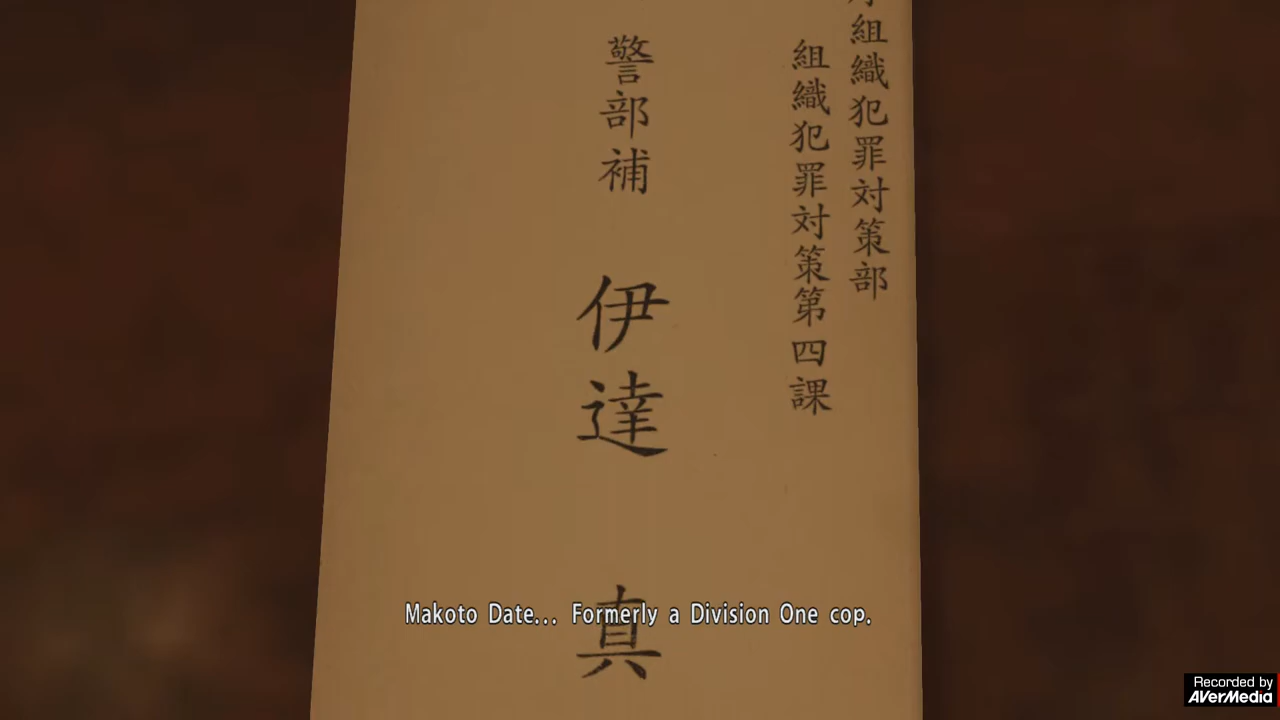 組織犯罪対策部
組織犯罪対策第四課
警部補
伊達 真
Makoto Date... Formerly a Division One cop.
Recorded by
AVerMedia